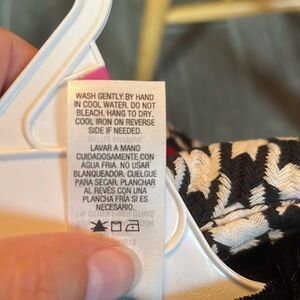 WASH GENTLY BY HAND
IN COOL WATER. DO NOT
BLEACH. HANG TO DRY.
COOL IRON ON REVERSE
SIDE IF NEEDED.
LAVAR A MANO
CUIDADOSAMENTE, CON
AGUA FRIA. NO USAR
BLANQUEADOR. CUELGUE
PARA SECAR. PLANCHAR
AL REVÉS CON UNA
PLANCHA FRÍA SI ES
NECESARIO.